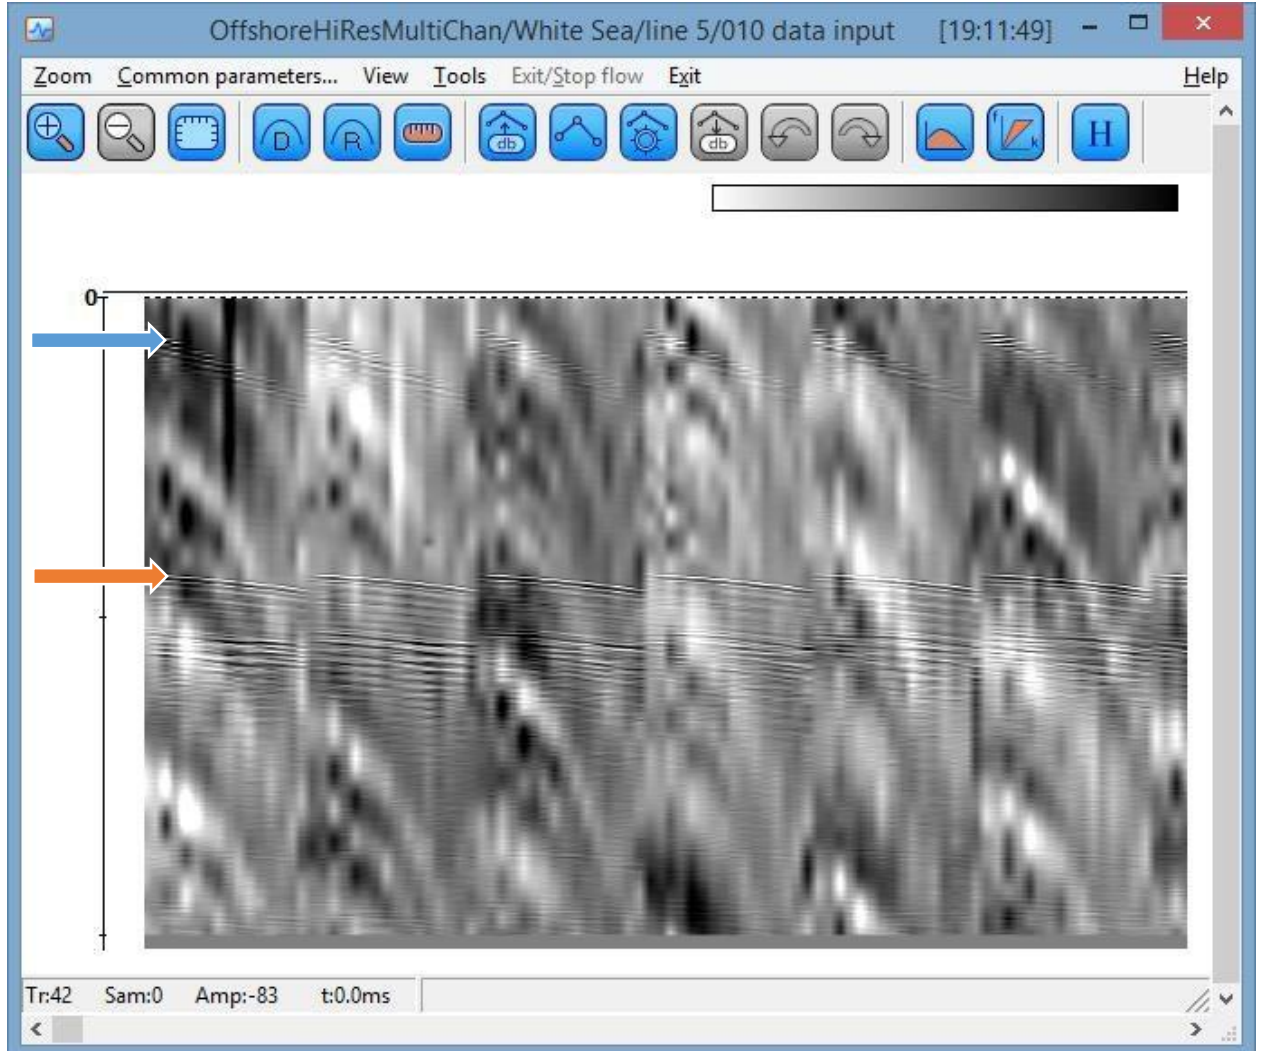 OffshoreHiResMultiChan/White Sea/line 5/010 data input [19:11:49]
Zoom Common parameters... View Tools Exit/Stop flow Exit Help
D R db db f k H
0
Tr:42 Sam:0 Amp:-83 t:0.0ms